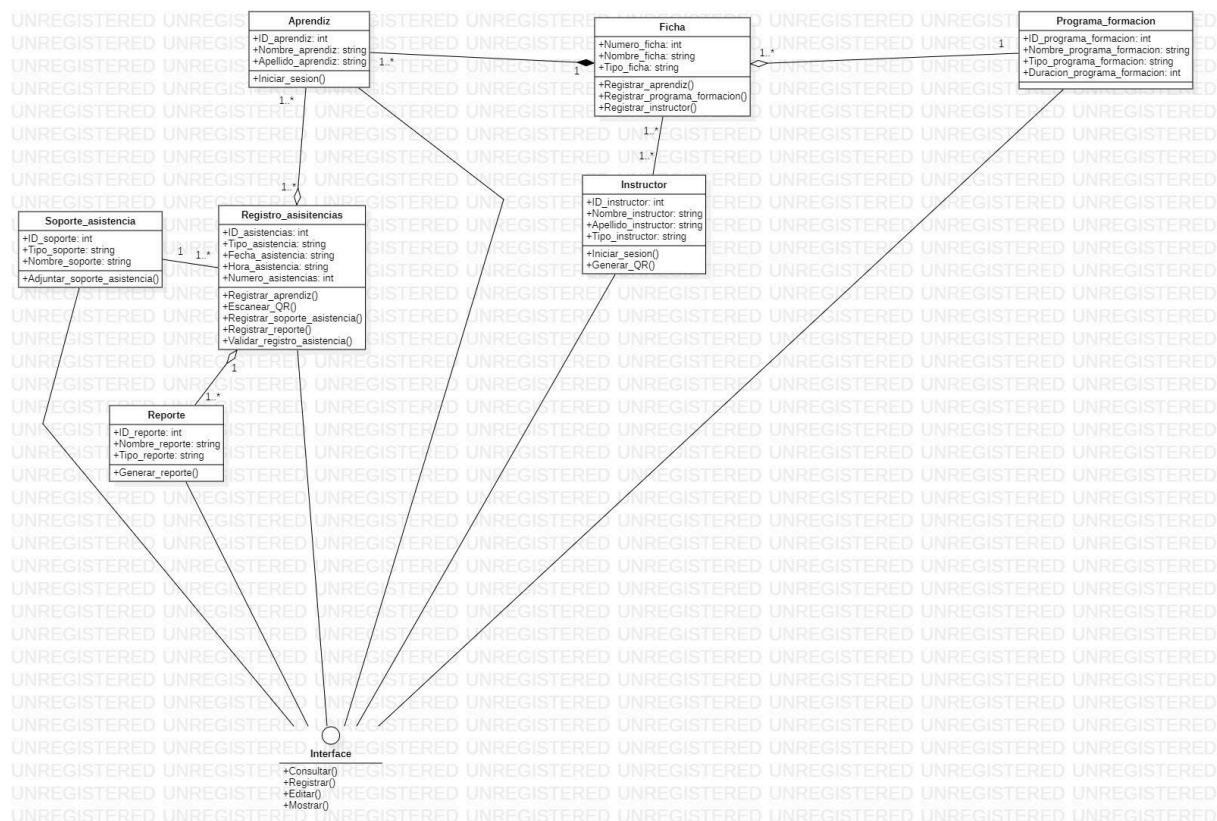 Aprendiz
+ID_aprendiz: int
+Nombre_aprendiz: string
+Apellido_aprendiz: string
+Iniciar_sesion()
1..*
1
1..*
Ficha
+Numero_ficha: int
+Nombre_ficha: string
+Tipo_ficha: string
+Registrar_aprendiz()
+Registrar_programa_formacion()
+Registrar_instructor()
1..*
1
Programa_formacion
+ID_programa_formacion: int
+Nombre_programa_formacion: string
+Tipo_programa_formacion: string
+Duracion_programa_formacion: int
1..*
1..*
Instructor
+ID_instructor: int
+Nombre_instructor: string
+Apellido_instructor: string
+Tipo_instructor: string
+Iniciar_sesion()
+Generar_QR()
1..*
Soporte_asistencia
+ID_soporte: int
+Tipo_soporte: string
+Nombre_soporte: string
+Adjuntar_soporte_asistencia()
1
1..*
Registro_asisitencias
+ID_asistencias: int
+Tipo_asistencia: string
+Fecha_asistencia: string
+Hora_asistencia: string
+Numero_asistencias: int
+Registrar_aprendiz()
+Escanear_QR()
+Registrar_soporte_asistencia()
+Registrar_reporte()
+Validar_registro_asistencia()
1
1..*
Reporte
+ID_reporte: int
+Nombre_reporte: string
+Tipo_reporte: string
+Generar_reporte()
Interface
+Consultar()
+Registrar()
+Editar()
+Mostrar()
UNREGISTERED